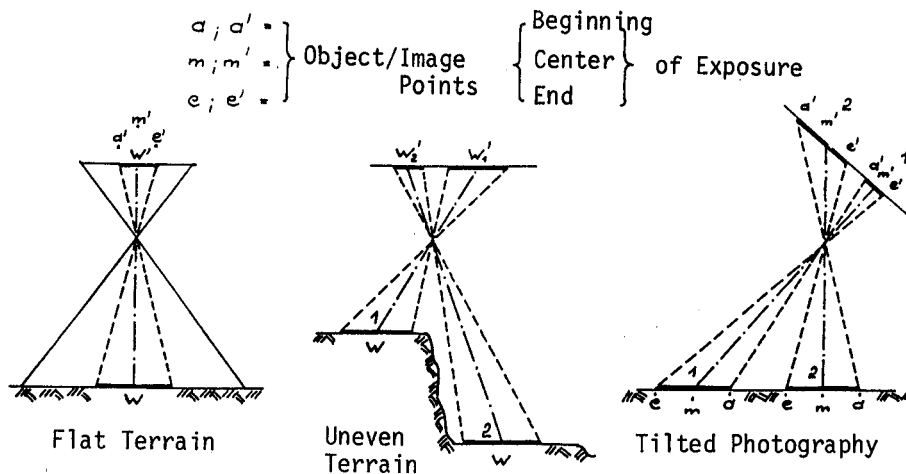 a ; a' =
m ; m' =
e ; e' =
Object/Image
Points
Beginning
Center
End
of Exposure
a' m' e'
W'
W
Flat Terrain
W₂' W₁'
1
W
2
W
Uneven
Terrain
a' m' 2
e'
a' m' 1
e'
1 2
e m a e m a
Tilted Photography